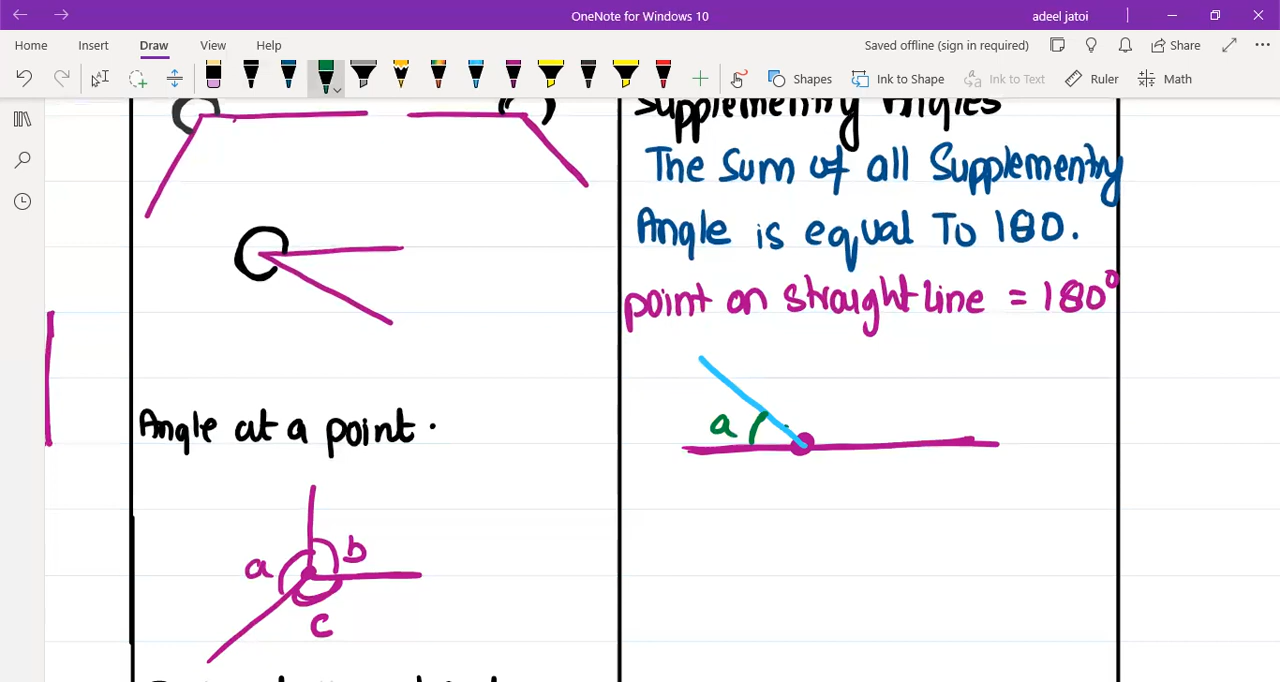 OneNote for Windows 10
adeel jatoi
Home Insert Draw View Help
Saved offline (sign in required)
Share
Shapes
Ink to Shape
Ink to Text
Ruler
Math
Supplementry Angles
The Sum of all Supplementry
Angle is equal To 180.
point on straight line = 180°
a
Angle at a point.
a b
c